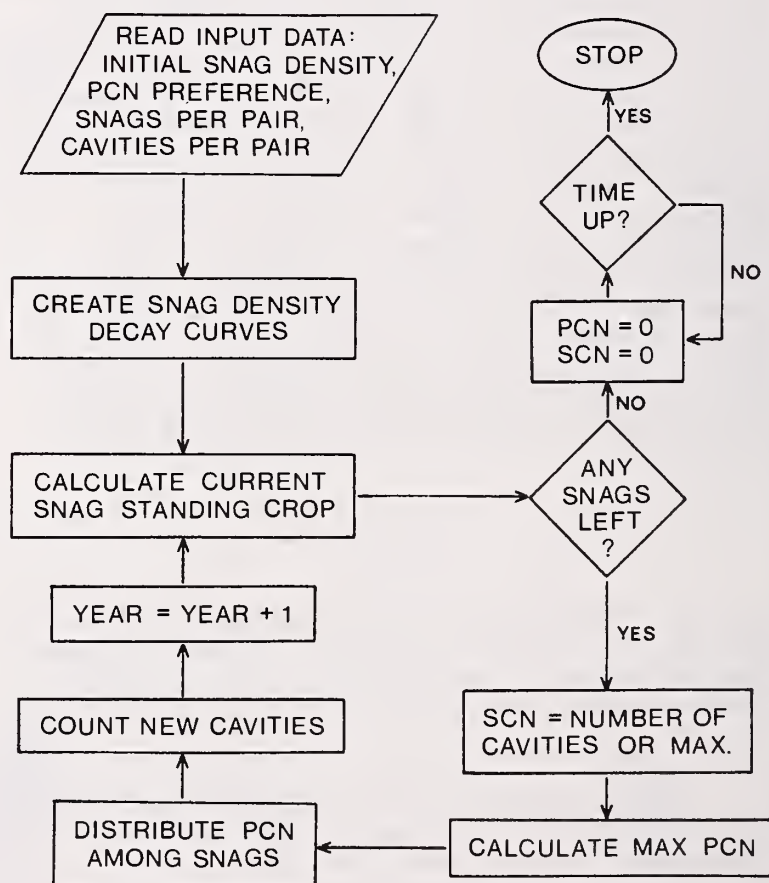 READ INPUT DATA:
INITIAL SNAG DENSITY,
PCN PREFERENCE,
SNAGS PER PAIR,
CAVITIES PER PAIR
CREATE SNAG DENSITY
DECAY CURVES
CALCULATE CURRENT
SNAG STANDING CROP
YEAR = YEAR + 1
COUNT NEW CAVITIES
DISTRIBUTE PCN
AMONG SNAGS
STOP
YES
TIME
UP?
NO
PCN = 0
SCN = 0
NO
ANY
SNAGS
LEFT
?
YES
SCN = NUMBER OF
CAVITIES OR MAX.
CALCULATE MAX PCN